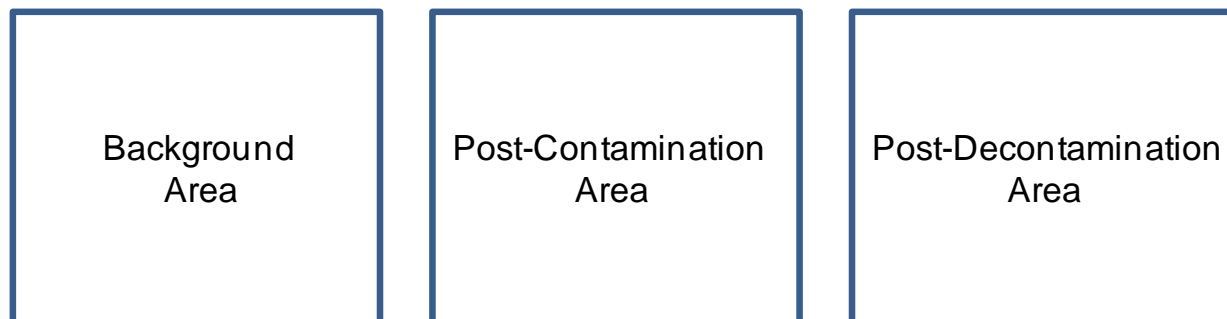 Background
Area
Post-Contamination
Area
Post-Decontamination
Area